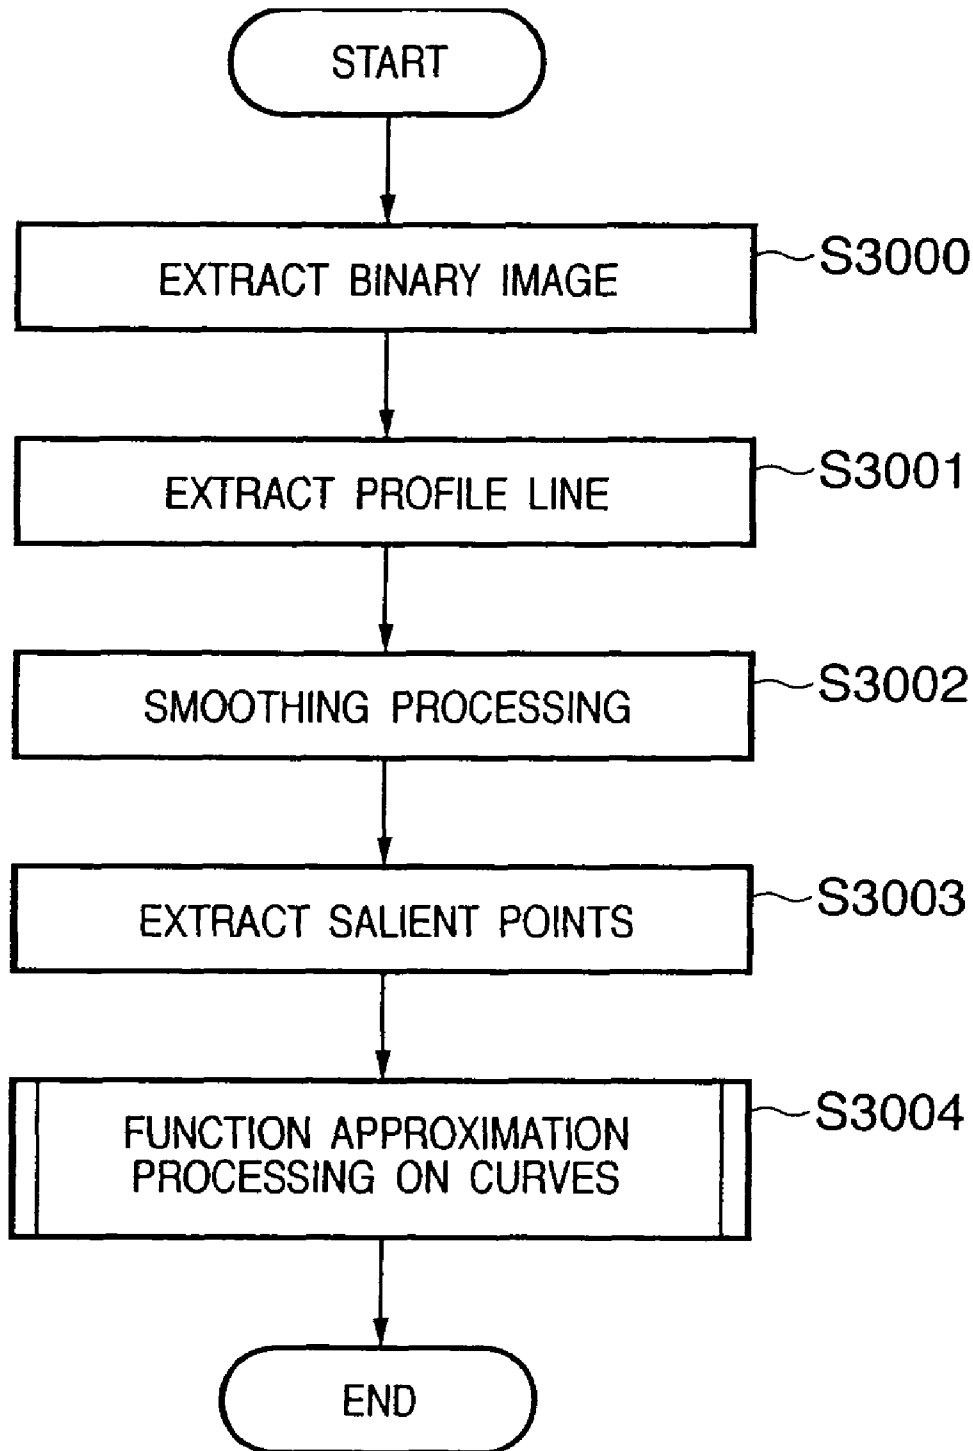 START
EXTRACT BINARY IMAGE
S3000
EXTRACT PROFILE LINE
S3001
SMOOTHING PROCESSING
S3002
EXTRACT SALIENT POINTS
S3003
FUNCTION APPROXIMATION
PROCESSING ON CURVES
S3004
END